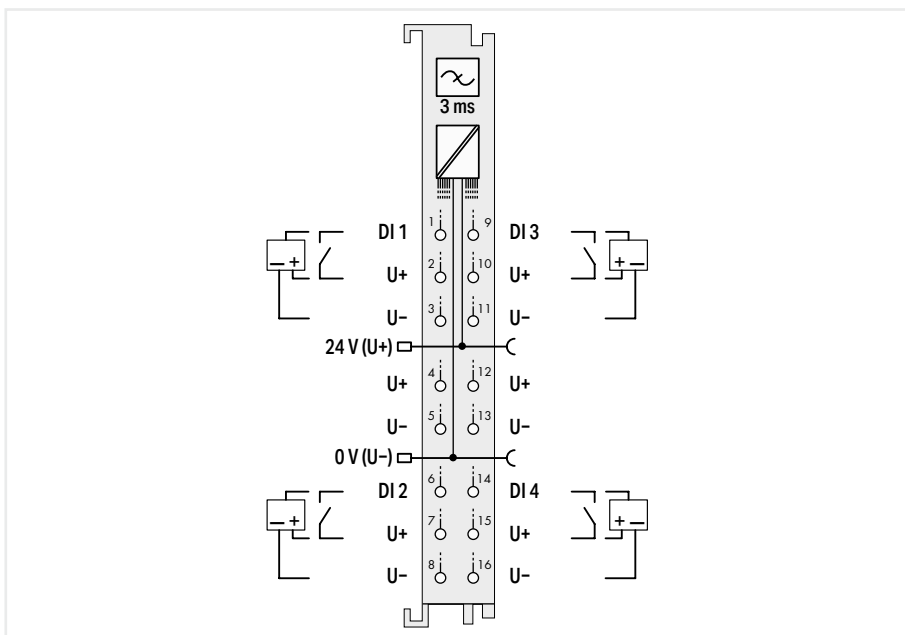 3 ms
DI 1 1 9 DI 3
− + + −
U+ 2 10 U+
U− 3 11 U−
24 V (U+)
U+ 4 12 U+
U− 5 13 U−
0 V (U−)
DI 2 6 14 DI 4
− + + −
U+ 7 15 U+
U− 8 16 U−